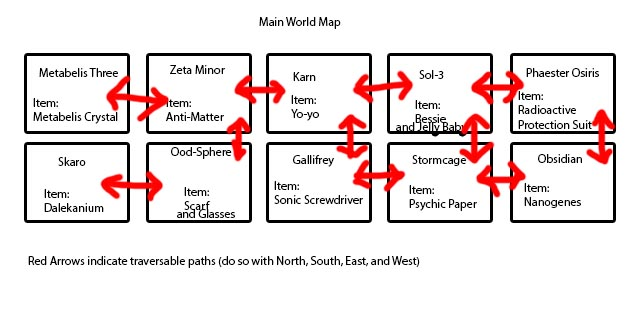 Main World Map
Metabelis Three
Item:
Metabelis Crystal
Zeta Minor
Item:
Anti-Matter
Karn
Item:
Yo-yo
Sol-3
Item:
Bessie
and Jelly Baby
Phaester Osiris
Item:
Radioactive
Protection Suit
Skaro
Item:
Dalekanium
Ood-Sphere
Item:
Scarf
and Glasses
Gallifrey
Item:
Sonic Screwdriver
Stormcage
Item:
Psychic Paper
Obsidian
Item:
Nanogenes
Red Arrows indicate traversable paths (do so with North, South, East, and West)